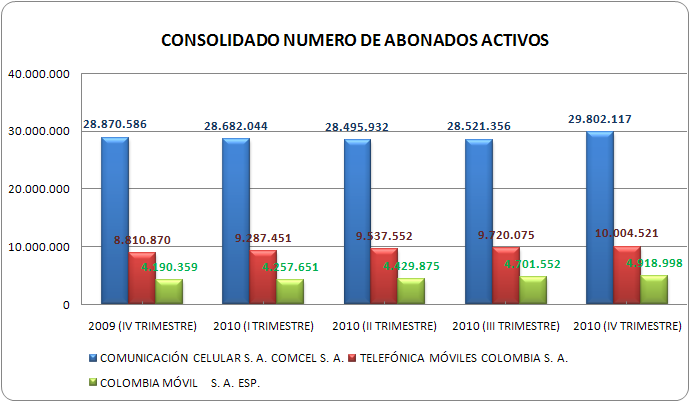 CONSOLIDADO NUMERO DE ABONADOS ACTIVOS
40.000.000
30.000.000
20.000.000
10.000.000
0
28.870.586
28.682.044
28.495.932
28.521.356
29.802.117
8.810.870
9.287.451
9.537.552
9.720.075
10.004.521
4.190.359
4.257.651
4.429.875
4.701.552
4.918.998
2009 (IV TRIMESTRE)
2010 (I TRIMESTRE)
2010 (II TRIMESTRE)
2010 (III TRIMESTRE)
2010 (IV TRIMESTRE)
COMUNICACIÓN CELULAR S. A. COMCEL S. A.
TELEFÓNICA MÓVILES COLOMBIA S. A.
COLOMBIA MÓVIL S. A. ESP.